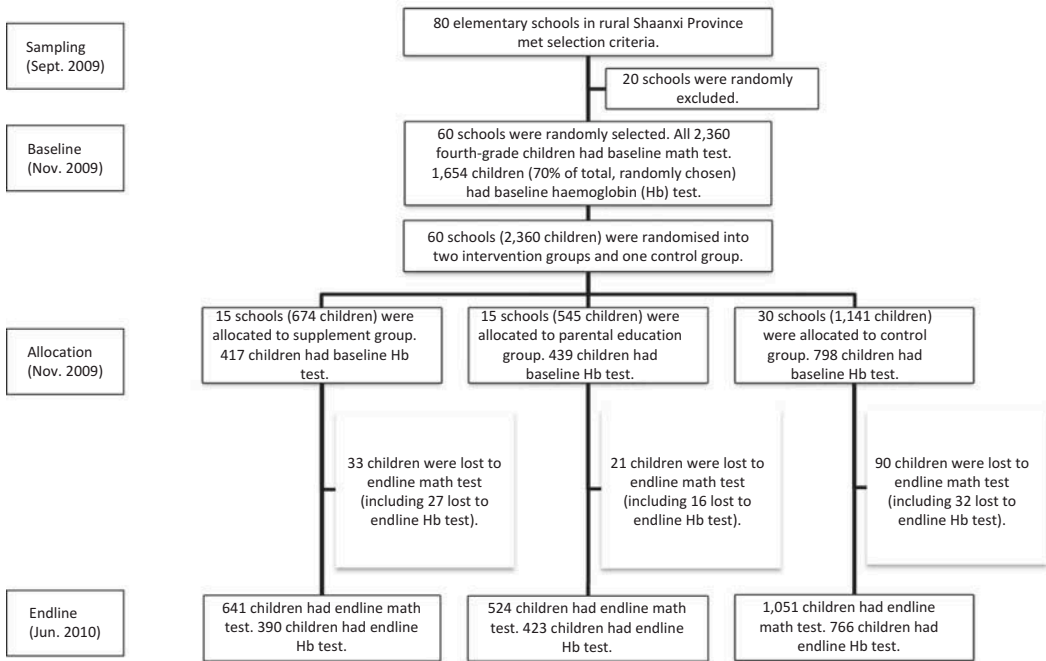 80 elementary schools in rural Shaanxi Province
met selection criteria.
Sampling
(Sept. 2009)
20 schools were randomly
excluded.
Baseline
(Nov. 2009)
60 schools were randomly selected. All 2,360
fourth-grade children had baseline math test.
1,654 children (70% of total, randomly chosen)
had baseline haemoglobin (Hb) test.
60 schools (2,360 children) were randomised into
two intervention groups and one control group.
Allocation
(Nov. 2009)
15 schools (674 children) were
allocated to supplement group.
417 children had baseline Hb
test.
15 schools (545 children) were
allocated to parental education
group. 439 children had
baseline Hb test.
30 schools (1,141 children)
were allocated to control
group. 798 children had
baseline Hb test.
33 children were lost to
endline math test
(including 27 lost to
endline Hb test).
21 children were lost to
endline math test
(including 16 lost to
endline Hb test).
90 children were lost to
endline math test
(including 32 lost to
endline Hb test).
Endline
(Jun. 2010)
641 children had endline math
test. 390 children had endline
Hb test.
524 children had endline math
test. 423 children had endline
Hb test.
1,051 children had endline
math test. 766 children had
endline Hb test.